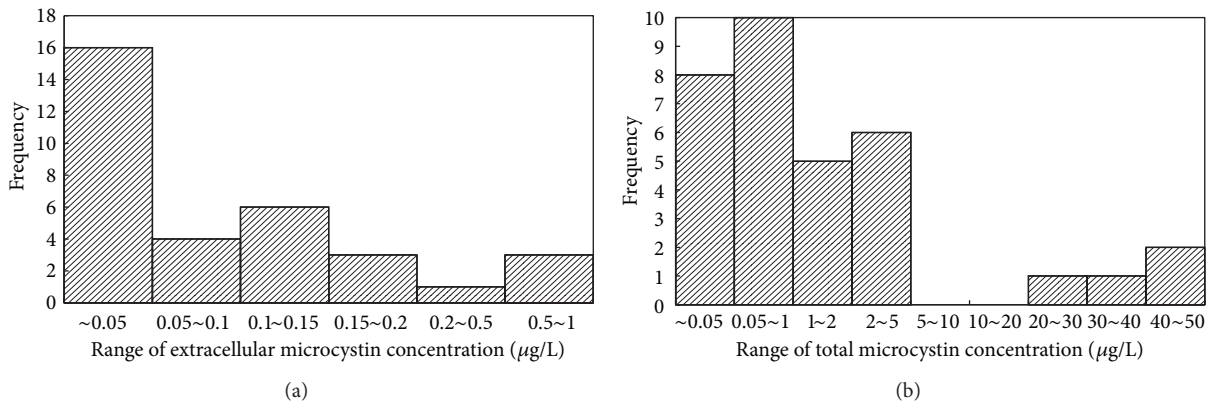 18
16
14
12
10
8
6
4
2
0
Frequency
~0.05 0.05~0.1 0.1~0.15 0.15~0.2 0.2~0.5 0.5~1
Range of extracellular microcystin concentration (μg/L)
(a)
10
9
8
7
6
5
4
3
2
1
0
Frequency
~0.05 0.05~1 1~2 2~5 5~10 10~20 20~30 30~40 40~50
Range of total microcystin concentration (μg/L)
(b)